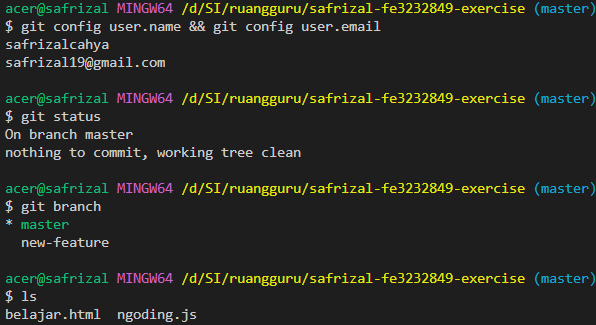 acer@safrizal MINGW64 /d/SI/ruangguru/safrizal-fe3232849-exercise (master)
$ git config user.name && git config user.email
safrizalcahya
safrizal19@gmail.com
acer@safrizal MINGW64 /d/SI/ruangguru/safrizal-fe3232849-exercise (master)
$ git status
On branch master
nothing to commit, working tree clean
acer@safrizal MINGW64 /d/SI/ruangguru/safrizal-fe3232849-exercise (master)
$ git branch
* master
  new-feature
acer@safrizal MINGW64 /d/SI/ruangguru/safrizal-fe3232849-exercise (master)
$ ls
belajar.html  ngoding.js